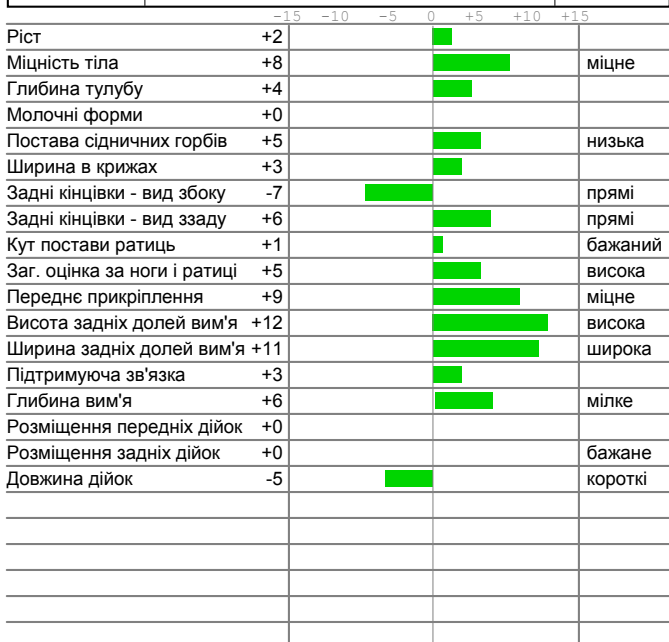 -15 -10 -5 0 +5 +10 +15
Ріст +2
Міцність тіла +8 міцне
Глибина тулубу +4
Молочні форми +0
Постава сідничних горбів +5 низька
Ширина в крижах +3
Задні кінцівки - вид збоку -7 прямі
Задні кінцівки - вид ззаду +6 прямі
Кут постави ратиць +1 бажаний
Заг. оцінка за ноги і ратиці +5 висока
Переднє прикріплення +9 міцне
Висота задніх долей вим'я +12 висока
Ширина задніх долей вим'я +11 широка
Підтримуюча зв'язка +3
Глибина вим'я +6 мілке
Розміщення передніх дійок +0
Розміщення задніх дійок +0 бажане
Довжина дійок -5 короткі